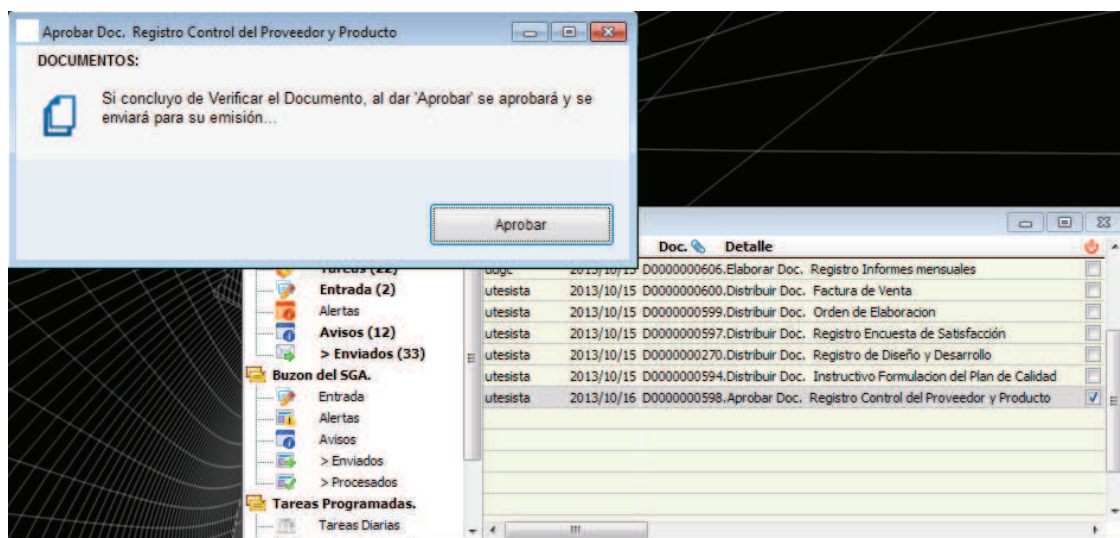 Aprobar Doc.  Registro Control del Proveedor y Producto
DOCUMENTOS:
Si concluyo de Verificar el Documento, al dar 'Aprobar' se aprobará y se
enviará para su emisión...
Aprobar
Doc. Detalle
Tareas (22)
2013/10/15 D0000000606.Elaborar Doc.  Registro Informes mensuales
Entrada (2)
utesista 2013/10/15 D0000000600.Distribuir Doc.  Factura de Venta
Alertas
utesista 2013/10/15 D0000000599.Distribuir Doc.  Orden de Elaboracion
Avisos (12)
utesista 2013/10/15 D0000000597.Distribuir Doc.  Registro Encuesta de Satisfacción
> Enviados (33)
utesista 2013/10/15 D0000000270.Distribuir Doc.  Registro de Diseño y Desarrollo
Buzon del SGA.
utesista 2013/10/15 D0000000594.Distribuir Doc.  Instructivo Formulacion del Plan de Calidad
Entrada
utesista 2013/10/16 D0000000598.Aprobar Doc.  Registro Control del Proveedor y Producto
Alertas
Avisos
> Enviados
> Procesados
Tareas Programadas.
Tareas Diarias